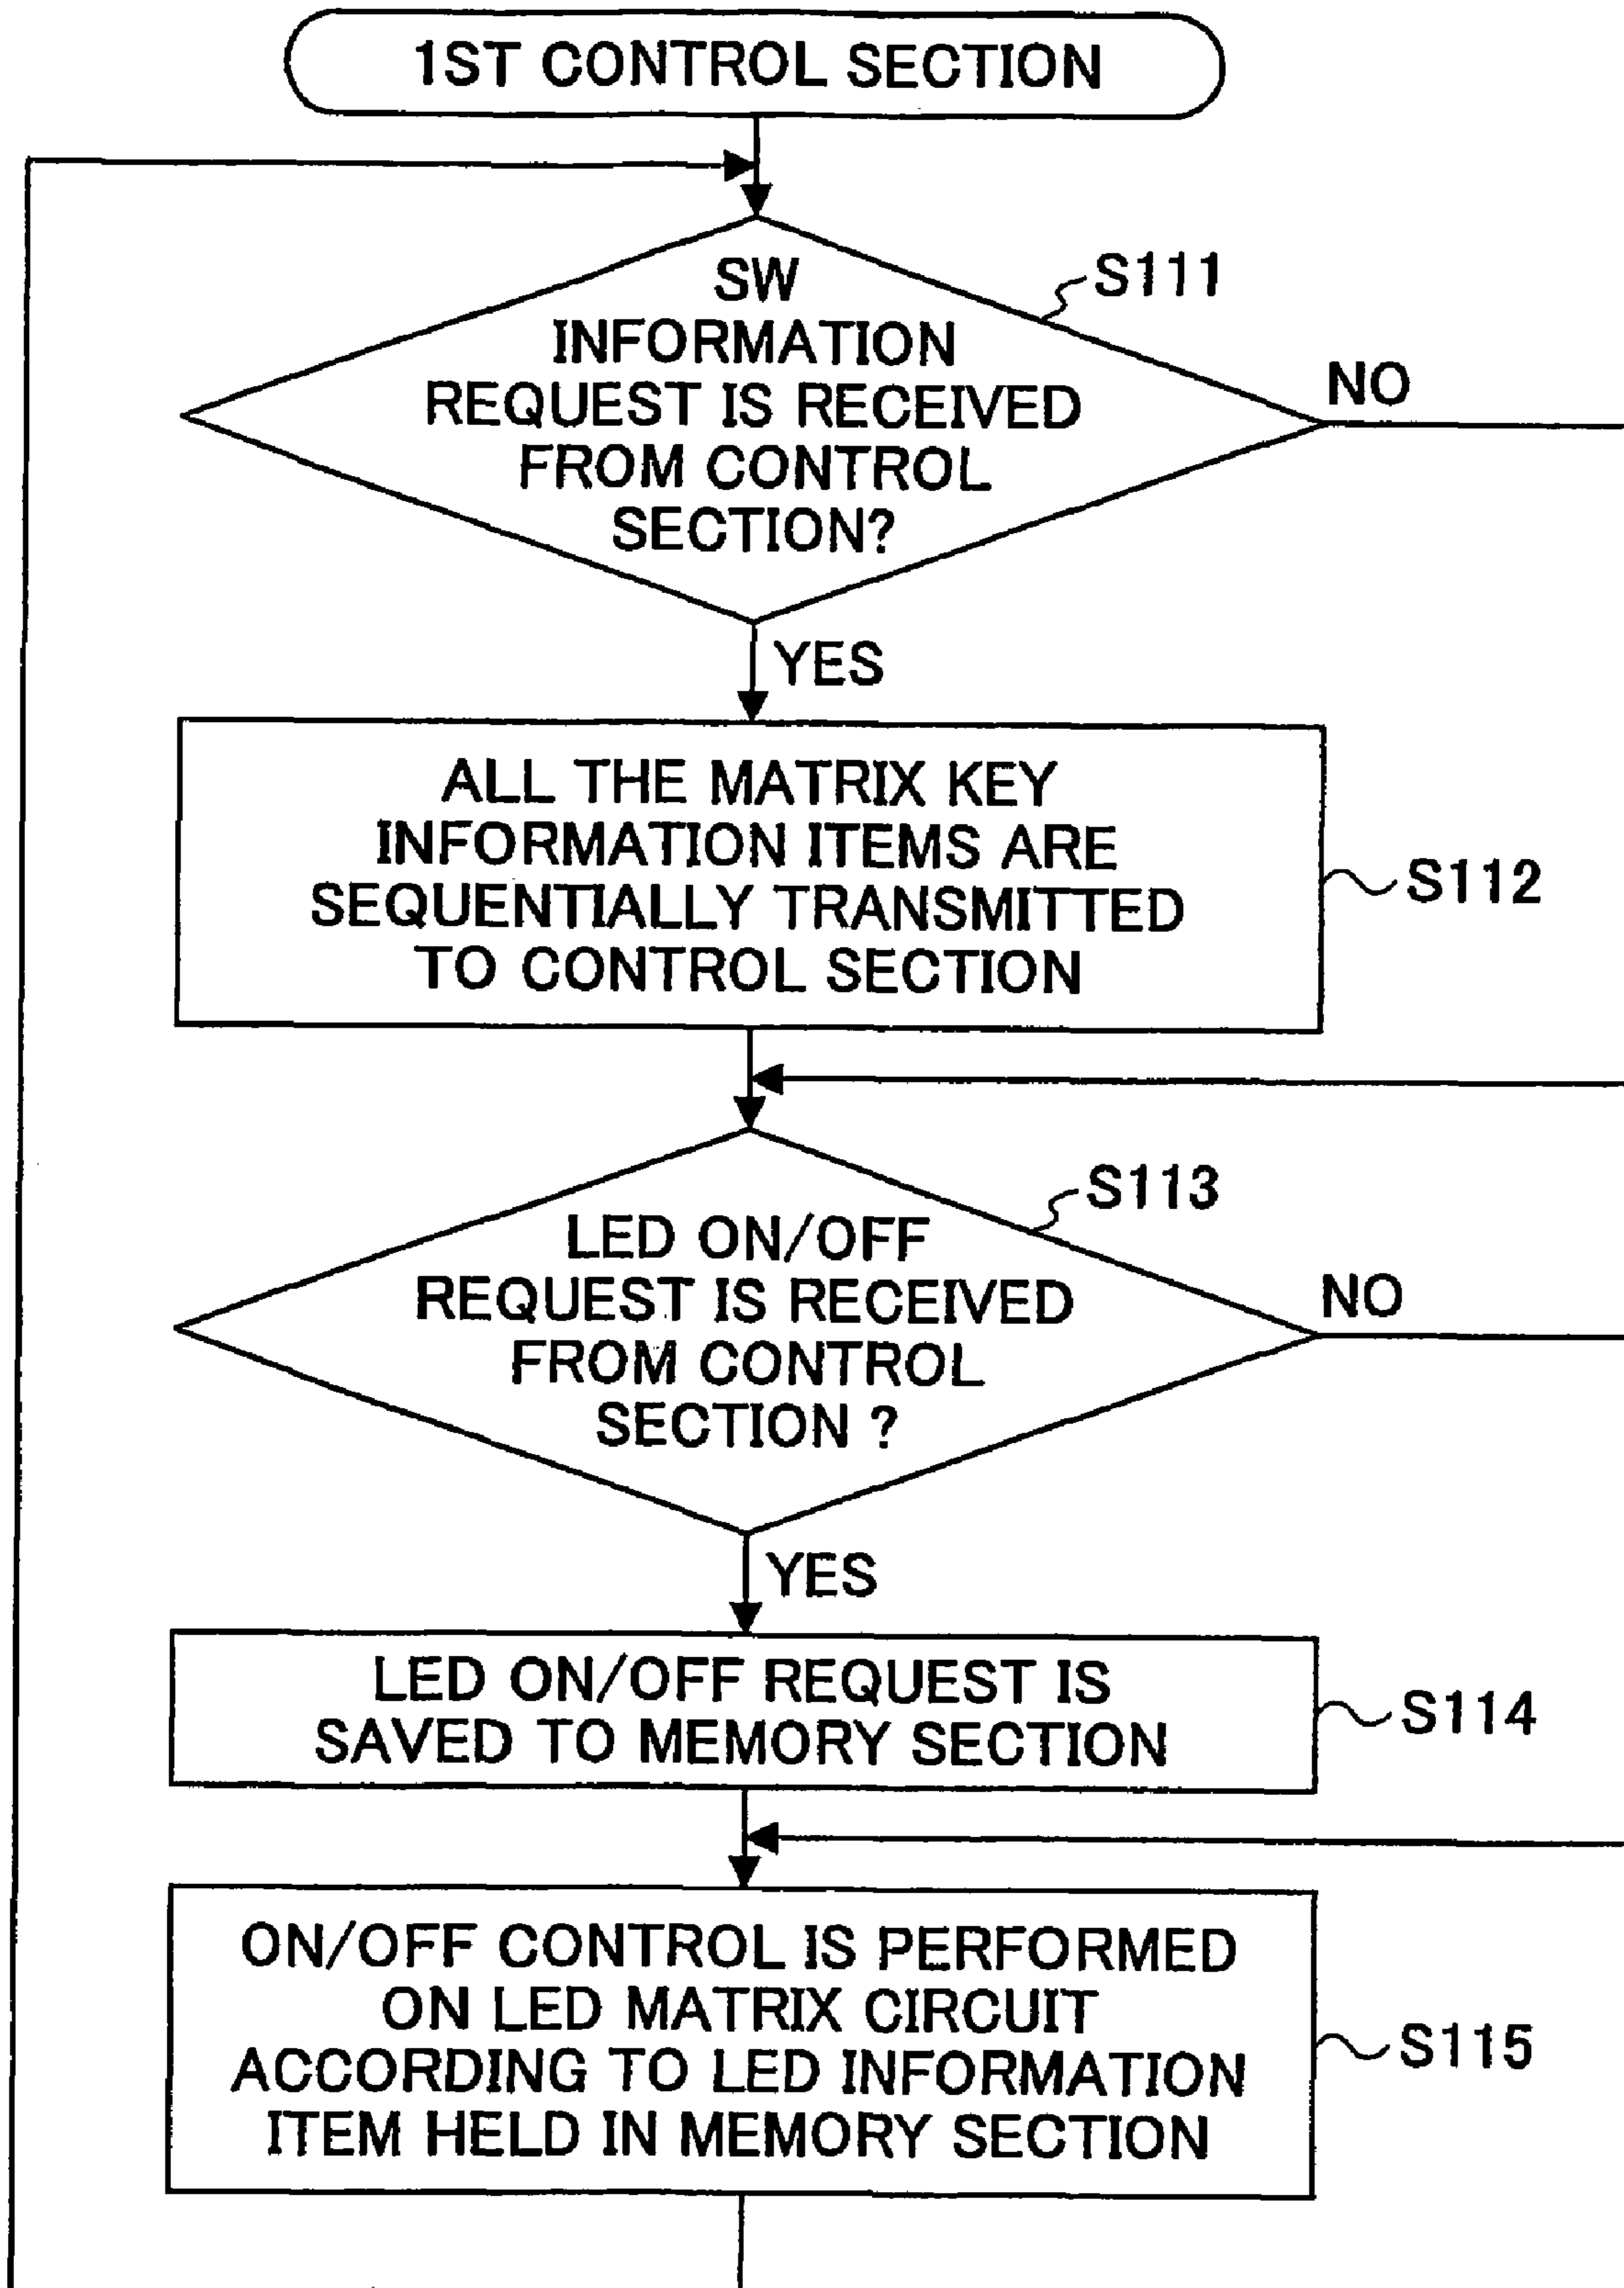 1ST CONTROL SECTION
SW
INFORMATION
REQUEST IS RECEIVED
FROM CONTROL
SECTION?
S111
NO
YES
ALL THE MATRIX KEY
INFORMATION ITEMS ARE
SEQUENTIALLY TRANSMITTED
TO CONTROL SECTION
S112
LED ON/OFF
REQUEST IS RECEIVED
FROM CONTROL
SECTION ?
S113
NO
YES
LED ON/OFF REQUEST IS
SAVED TO MEMORY SECTION
S114
ON/OFF CONTROL IS PERFORMED
ON LED MATRIX CIRCUIT
ACCORDING TO LED INFORMATION
ITEM HELD IN MEMORY SECTION
S115